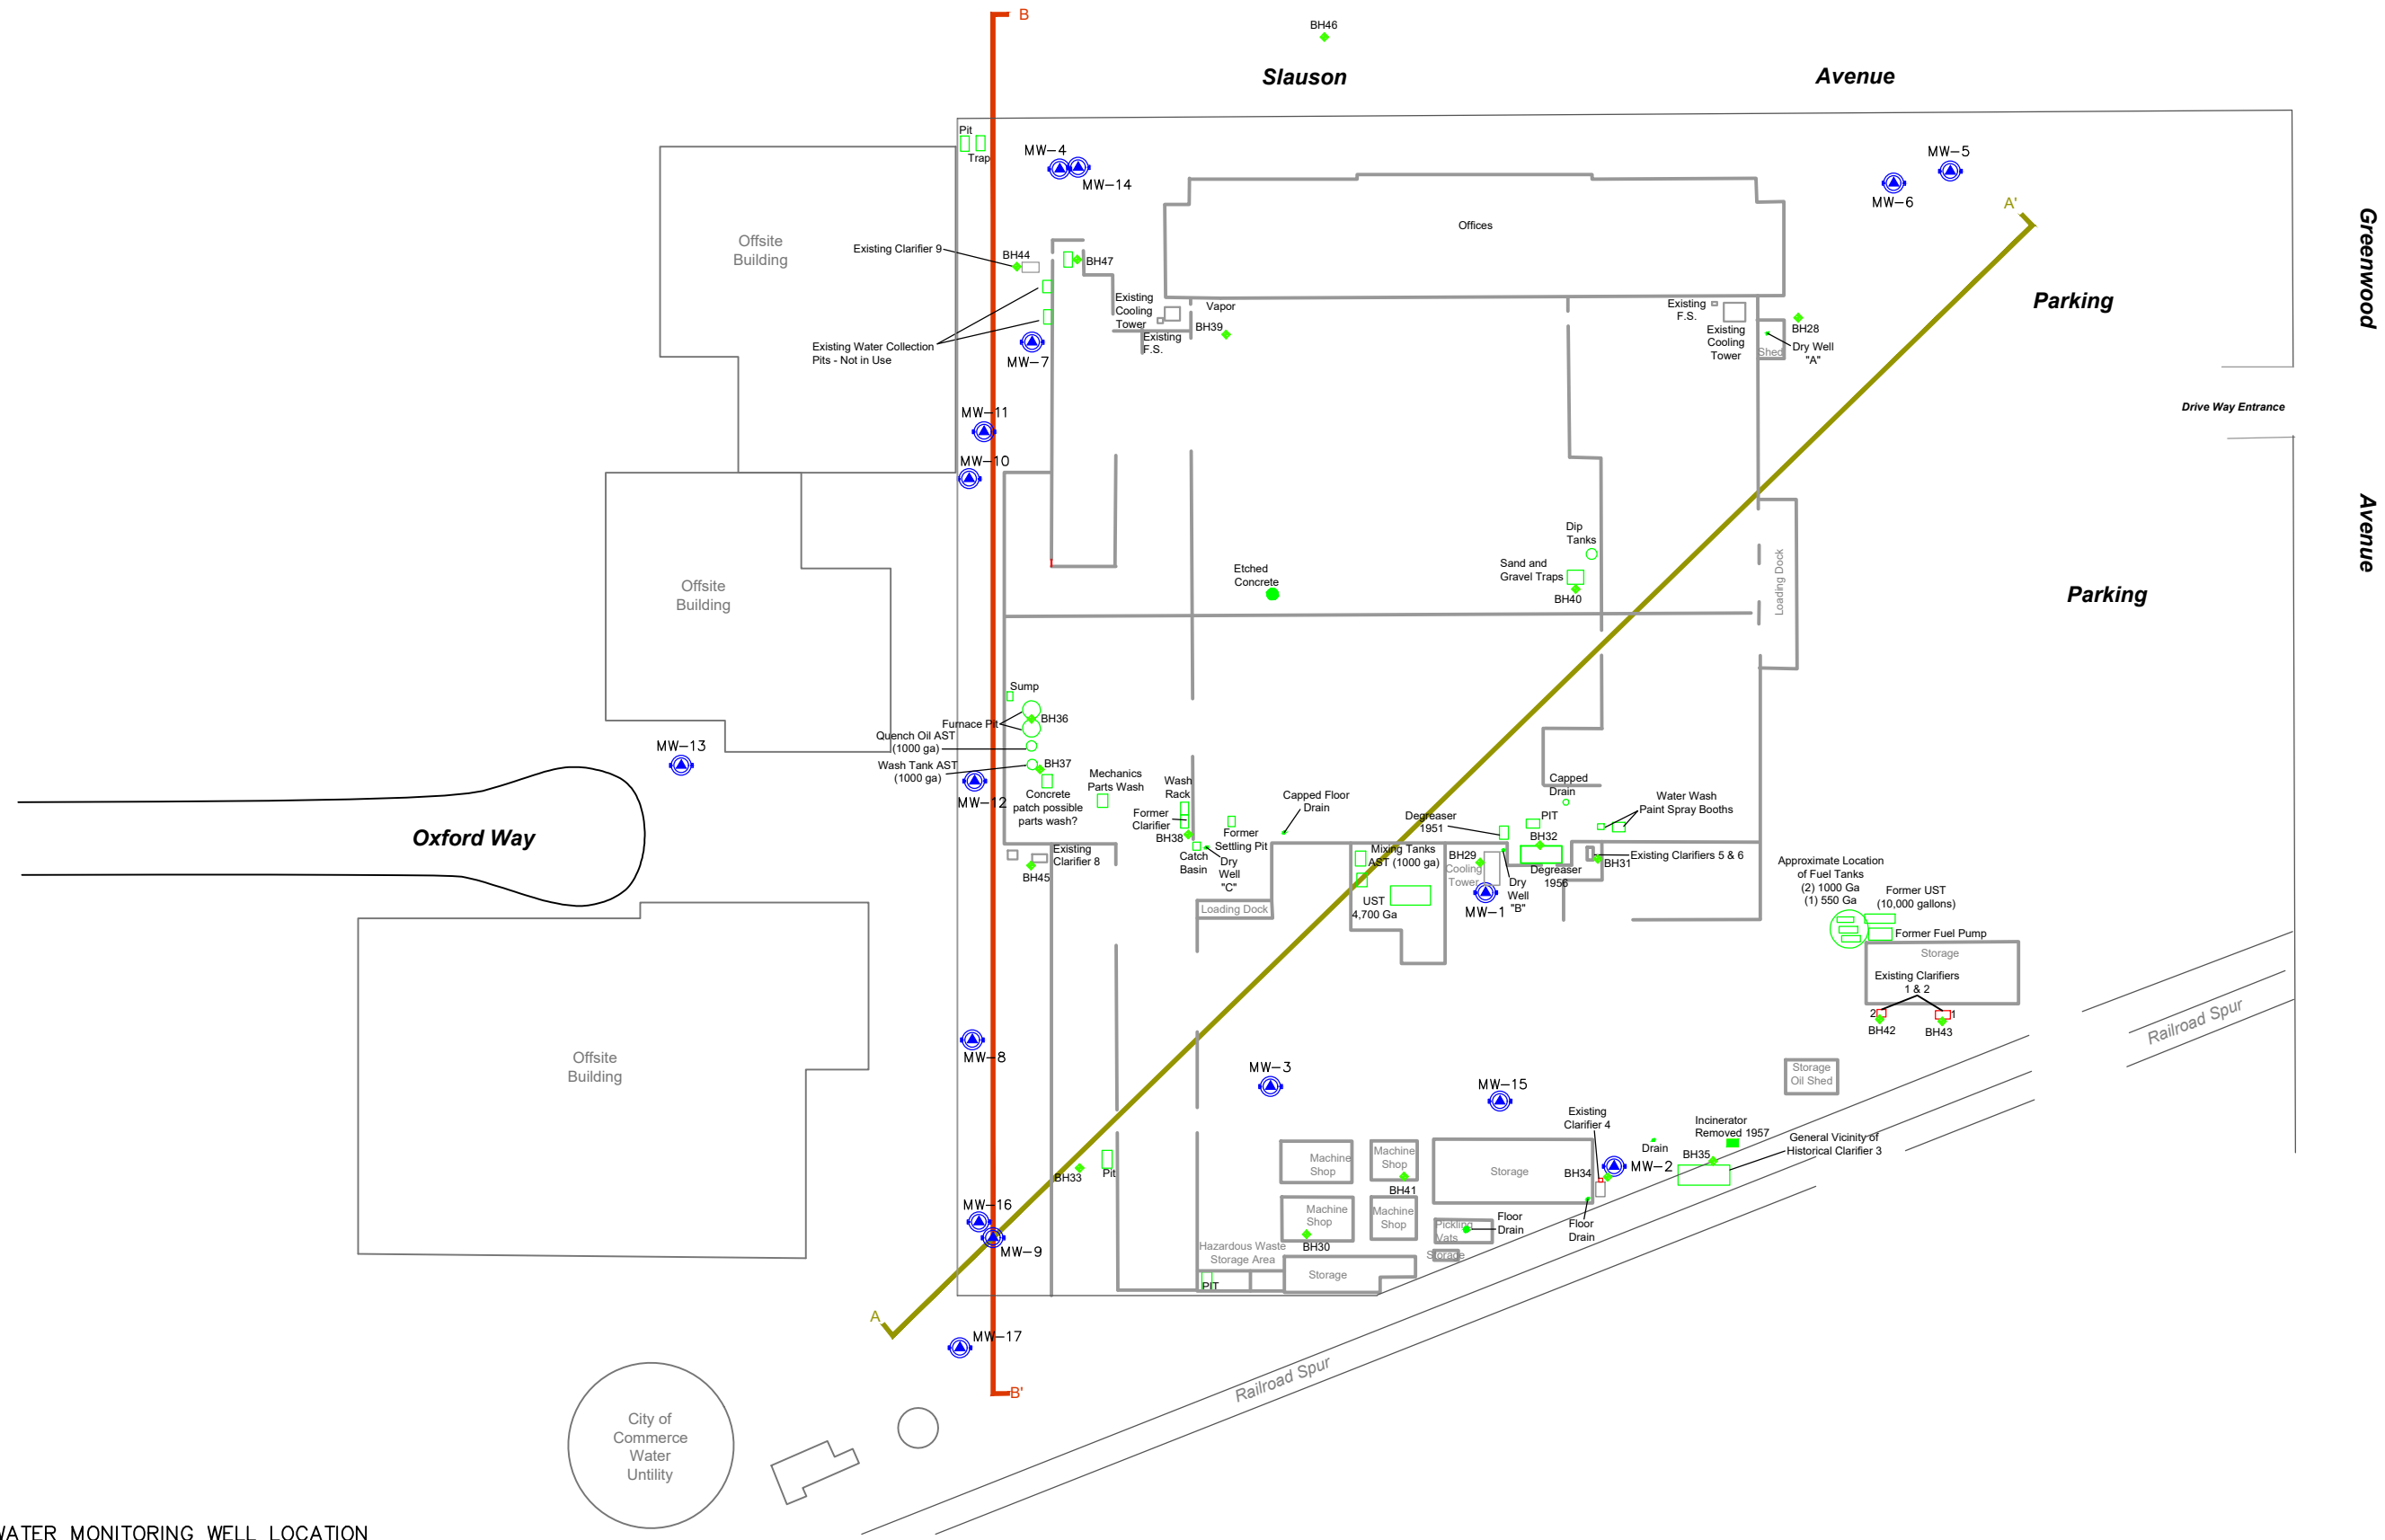 B
BH46
Slauson
Avenue
Pit
Trap
MW-4
MW-14
MW-5
MW-6
A'
Greenwood
Offices
Offsite
Building
Existing Clarifier 9
BH44
BH47
Existing
Cooling
Tower
Vapor
BH39
Existing
F.S.
Existing
F.S.
Existing
Cooling
Tower
BH28
Shed
Dry Well
"A"
Parking
Existing Water Collection
Pits - Not in Use
MW-7
Drive Way Entrance
MW-11
MW-10
Avenue
Dip
Tanks
Sand and
Gravel Traps
BH40
Etched
Concrete
Loading Dock
Offsite
Building
Parking
Sump
Furnace Pit
BH36
Quench Oil AST
(1000 ga)
Wash Tank AST
(1000 ga)
BH37
MW-13
MW-12
Concrete
patch possible
parts wash?
Mechanics
Parts Wash
Wash
Rack
Former
Clarifier
BH38
Former
Settling Pit
Catch
Basin
Dry
Well
"C"
Capped Floor
Drain
Capped
Drain
Degreaser
1951
PIT
BH32
Water Wash
Paint Spray Booths
Oxford Way
Existing
Clarifier 8
BH45
Mixing Tanks
AST (1000 ga)
BH29
Cooling
Tower
Degreaser
1956
BH31
Existing Clarifiers 5 & 6
UST
4,700 Ga
MW-1
Dry
Well
"B"
Loading Dock
Approximate Location
of Fuel Tanks
(2) 1000 Ga
(1) 550 Ga
Former UST
(10,000 gallons)
Former Fuel Pump
Storage
Existing Clarifiers
1 & 2
2
1
BH42
BH43
Railroad Spur
Offsite
Building
MW-8
MW-3
MW-15
Storage
Oil Shed
Existing
Clarifier 4
Incinerator
Removed 1957
Drain
General Vicinity of
Historical Clarifier 3
BH35
BH34
MW-2
Machine
Shop
Machine
Shop
BH41
Storage
BH33
Pit
Machine
Shop
BH30
Machine
Shop
Pickling
Vats
Floor
Drain
Floor
Drain
Storage
MW-16
MW-9
Hazardous Waste
Storage Area
PIT
Storage
A
MW-17
B'
Railroad Spur
City of
Commerce
Water
Untility
WATER MONITORING WELL LOCATION